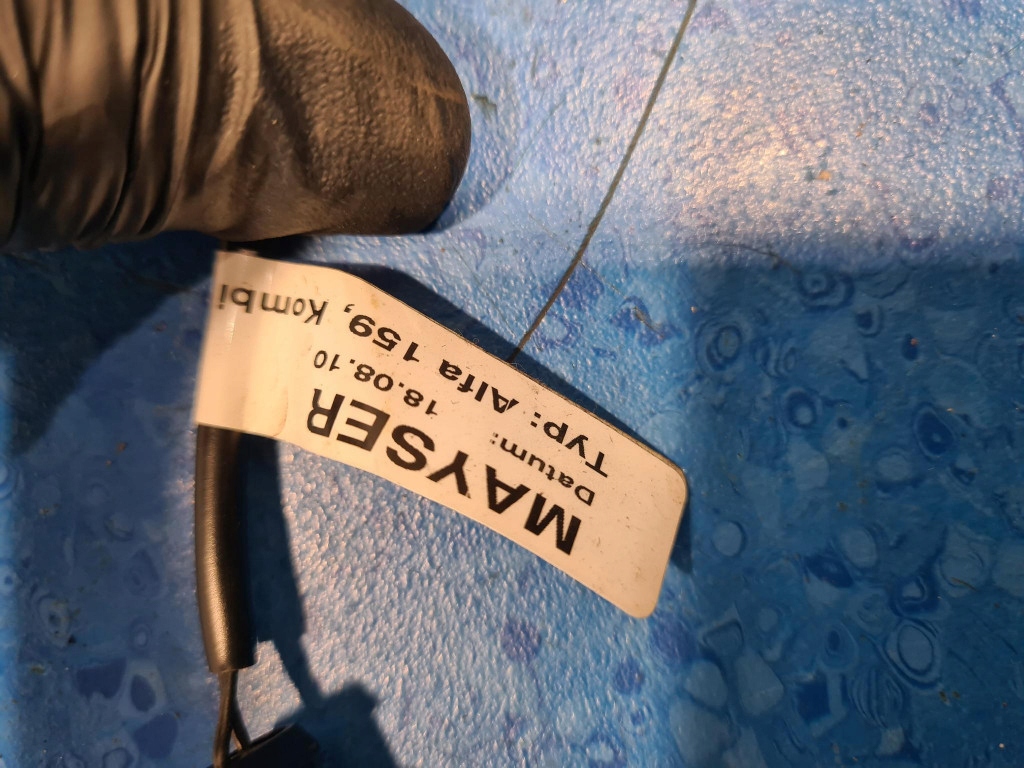 MAYSER
Datum: 18.08.10
Typ: Alfa 159, Kombi